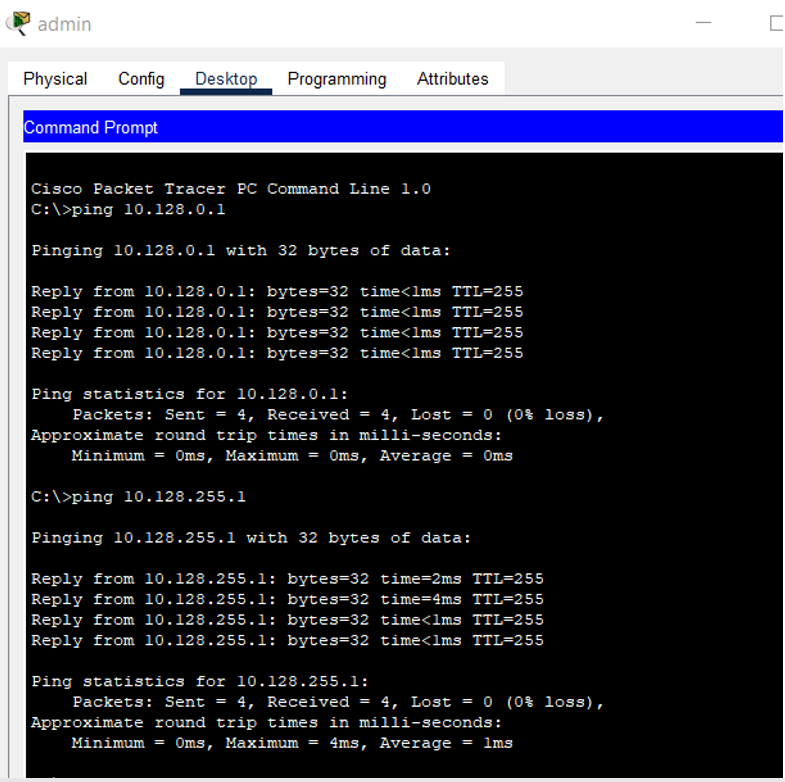 admin
Physical Config Desktop Programming Attributes
Command Prompt
Cisco Packet Tracer PC Command Line 1.0
C:\>ping 10.128.0.1
Pinging 10.128.0.1 with 32 bytes of data:
Reply from 10.128.0.1: bytes=32 time<1ms TTL=255
Reply from 10.128.0.1: bytes=32 time<1ms TTL=255
Reply from 10.128.0.1: bytes=32 time<1ms TTL=255
Reply from 10.128.0.1: bytes=32 time<1ms TTL=255
Ping statistics for 10.128.0.1:
    Packets: Sent = 4, Received = 4, Lost = 0 (0% loss),
Approximate round trip times in milli-seconds:
    Minimum = 0ms, Maximum = 0ms, Average = 0ms
C:\>ping 10.128.255.1
Pinging 10.128.255.1 with 32 bytes of data:
Reply from 10.128.255.1: bytes=32 time=2ms TTL=255
Reply from 10.128.255.1: bytes=32 time=4ms TTL=255
Reply from 10.128.255.1: bytes=32 time<1ms TTL=255
Reply from 10.128.255.1: bytes=32 time<1ms TTL=255
Ping statistics for 10.128.255.1:
    Packets: Sent = 4, Received = 4, Lost = 0 (0% loss),
Approximate round trip times in milli-seconds:
    Minimum = 0ms, Maximum = 4ms, Average = 1ms